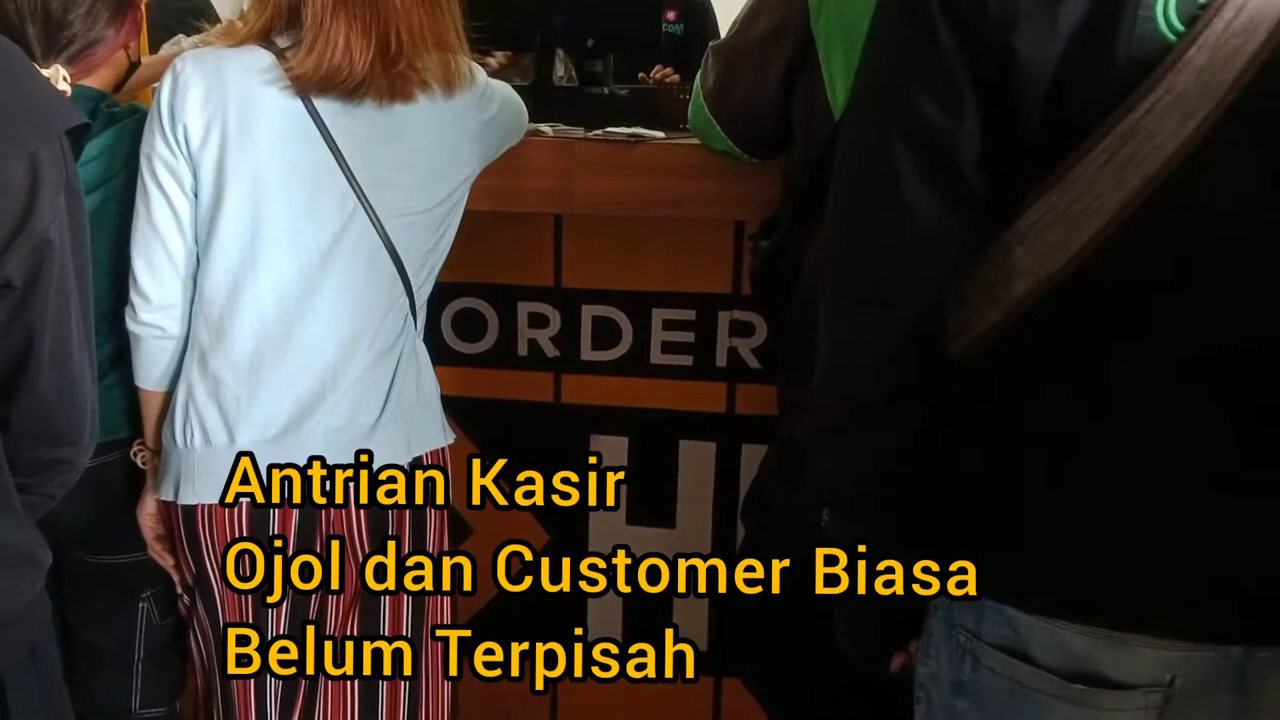 ORDER
H
Antrian Kasir
Ojol dan Customer Biasa
Belum Terpisah